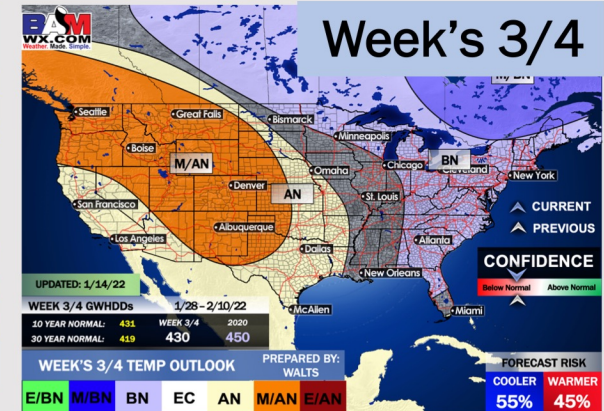 BAM
WX.COM
Weather. Made. Simple.
Week's 3/4
M/BN
Seattle
Great Falls
Bismarck
Minneapolis
Boise
M/AN
Omaha
Chicago
BN
Cleveland
New York
Denver
AN
St. Louis
San Francisco
CURRENT
Albuquerque
PREVIOUS
Los Angeles
Atlanta
Dallas
CONFIDENCE
New Orleans
Below Normal
Above Normal
UPDATED: 1/14/22
McAllen
Miami
WEEK 3/4 GWHDDs
1/28 - 2/10/22
10 YEAR NORMAL: 431
WEEK 3/4
2020
30 YEAR NORMAL: 419
430
450
WEEK'S 3/4 TEMP OUTLOOK
PREPARED BY:
WALTS
FORECAST RISK
COOLER
WARMER
E/BN M/BN BN EC AN M/AN E/AN
55%
45%